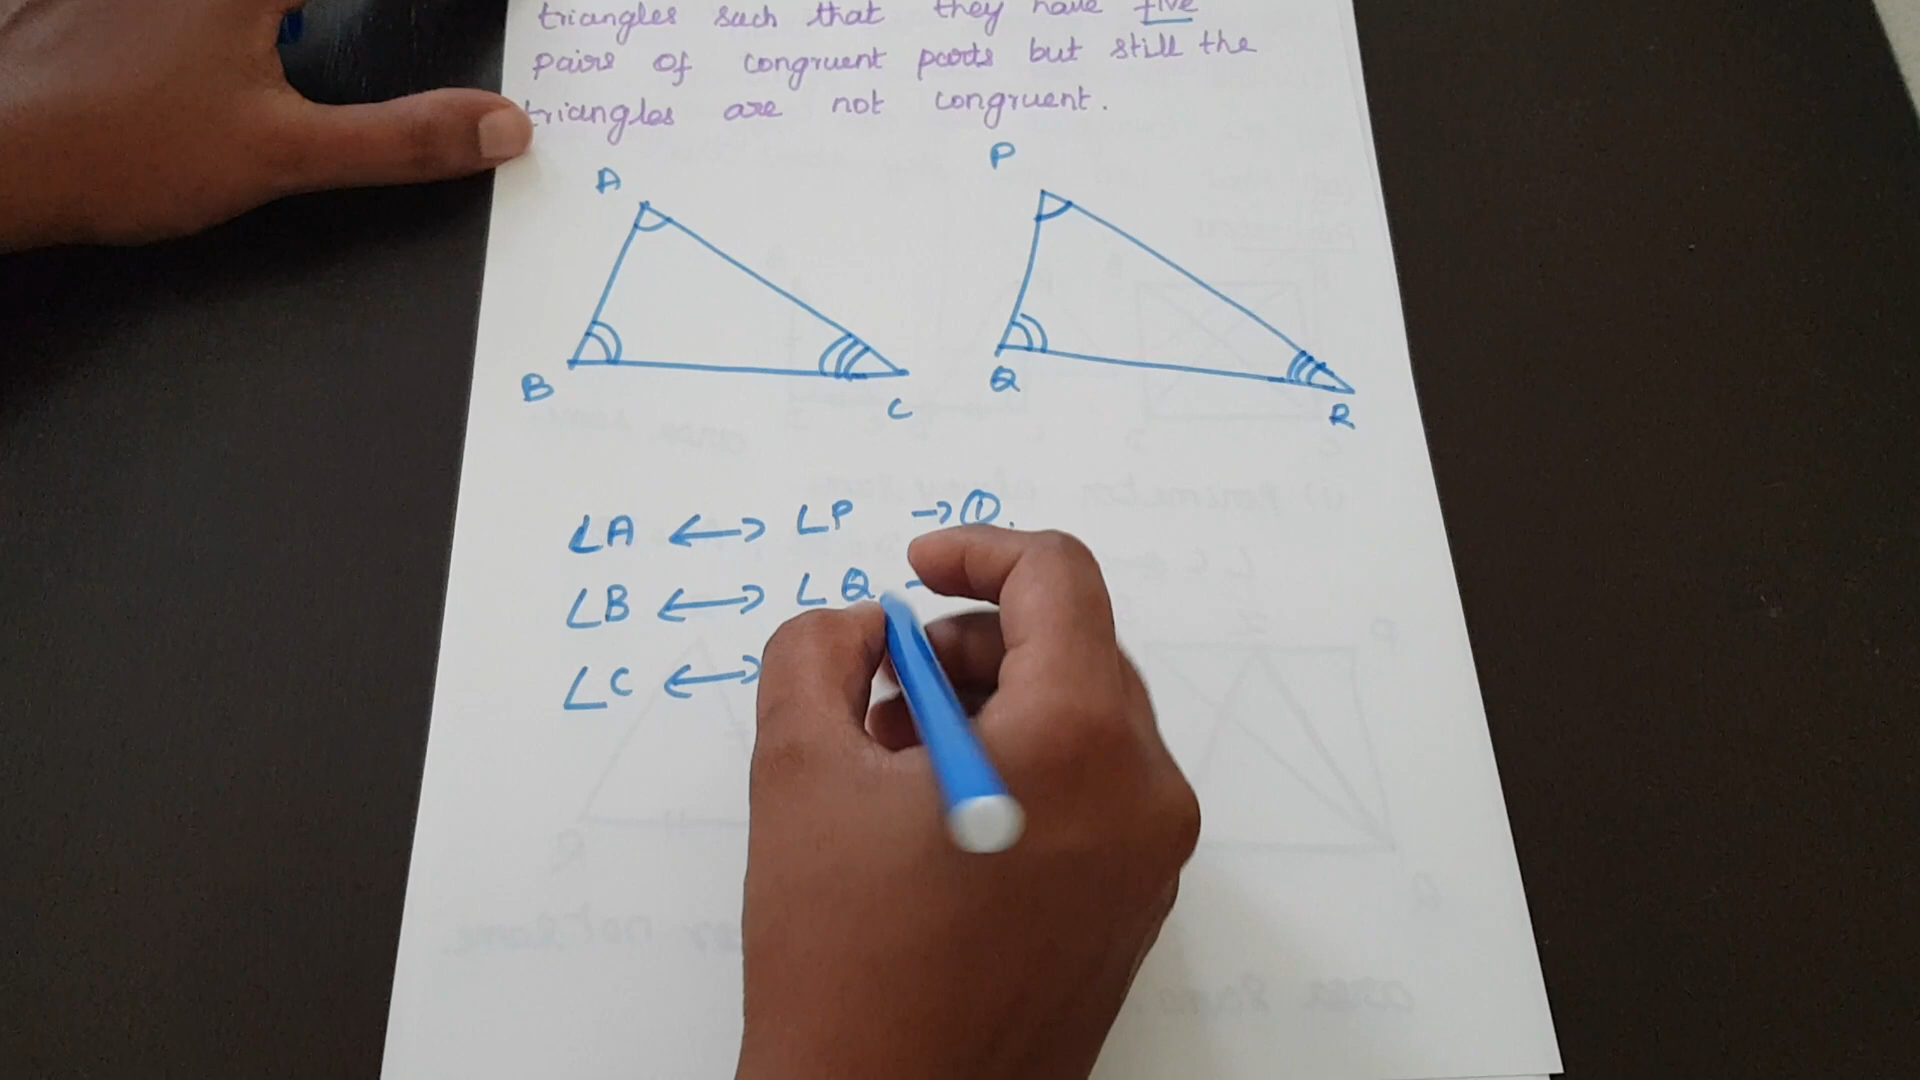 triangles such that they have five
pairs of congruent parts but still the
triangles are not congruent.
A
P
B
C
Q
R
∠A ⟷ ∠P → ①.
∠B ⟷ ∠Q →
∠C ⟷